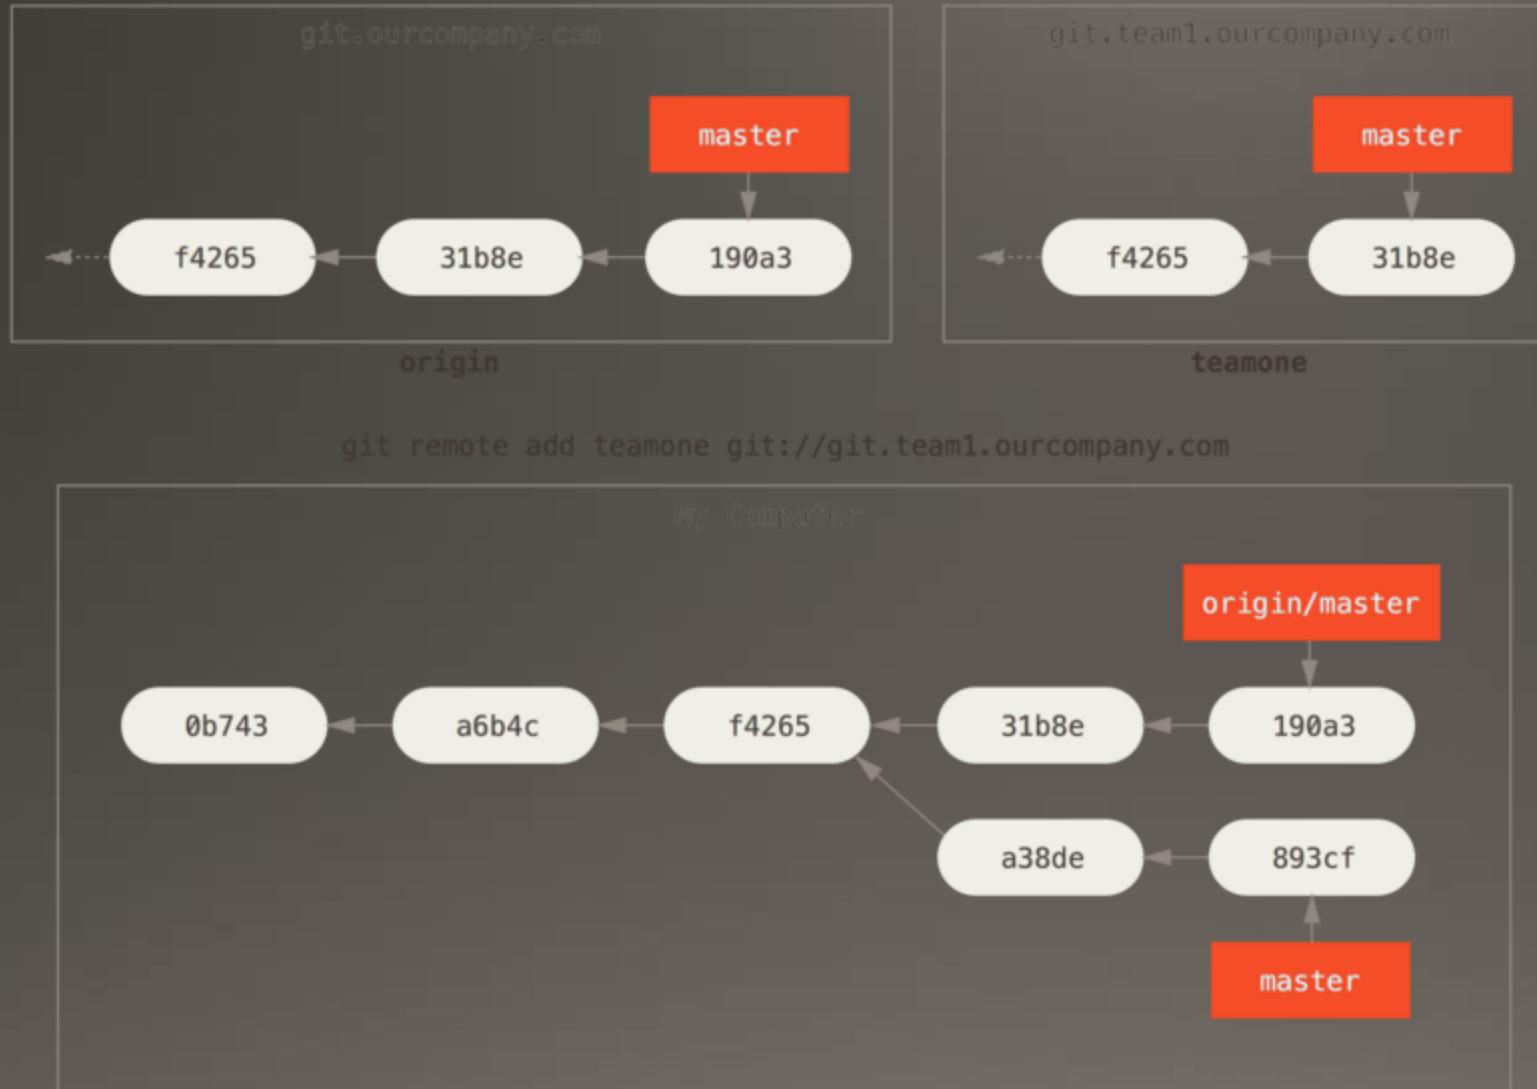 git.ourcompany.com
master
f4265
31b8e
190a3
origin
git.team1.ourcompany.com
master
f4265
31b8e
teamone
git remote add teamone git://git.team1.ourcompany.com
My Computer
origin/master
0b743
a6b4c
f4265
31b8e
190a3
a38de
893cf
master